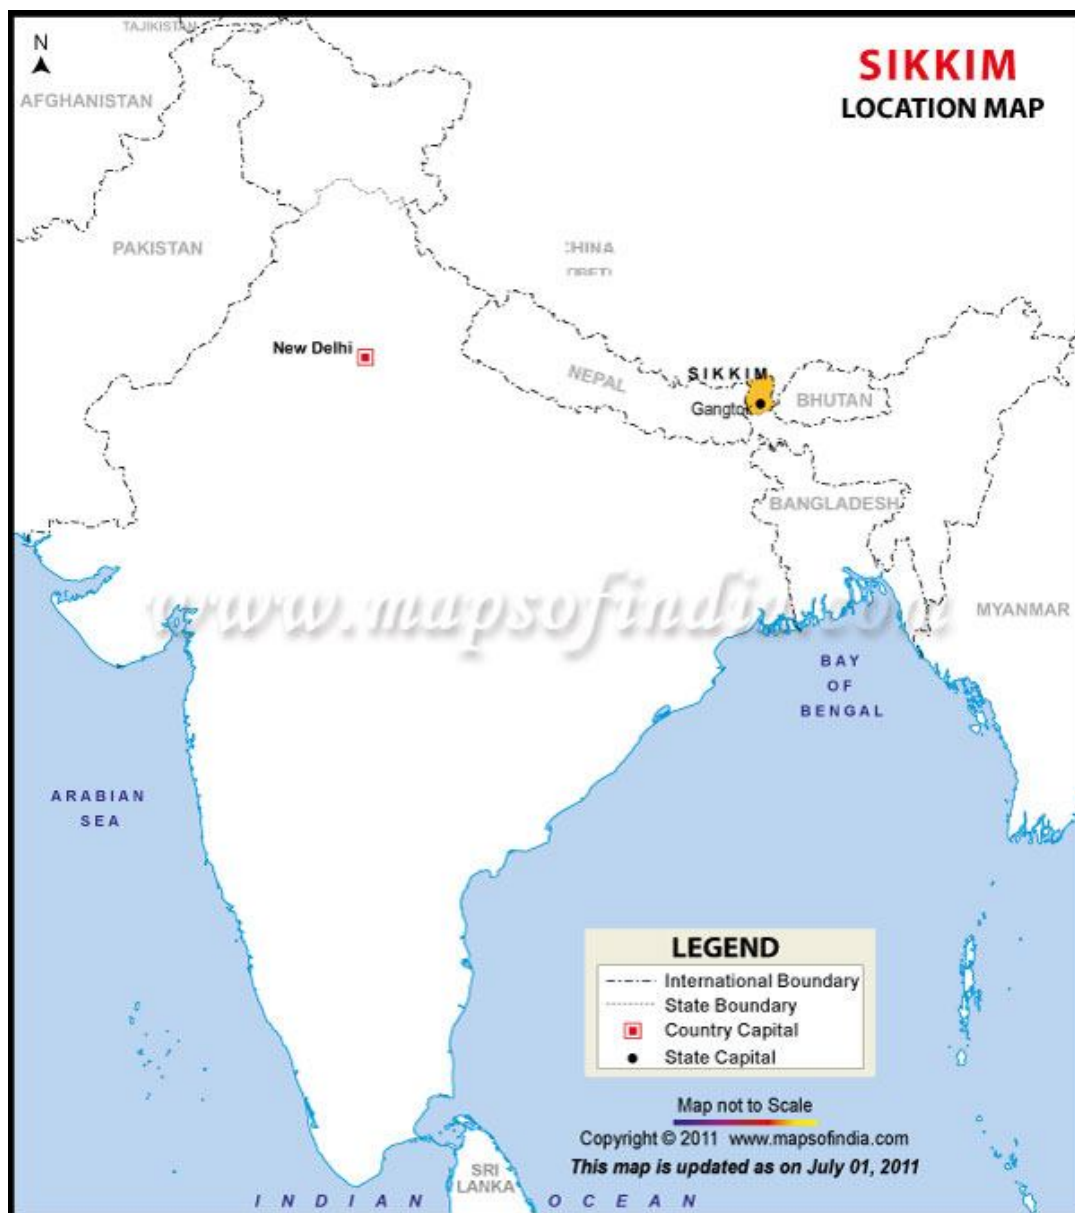 TAJIKISTAN
N
SIKKIM
LOCATION MAP
AFGHANISTAN
PAKISTAN
New Delhi
NEPAL
SIKKIM
Gangtok
BHUTAN
BANGLADESH
www.mapsofindia.com
MYANMAR
BAY
OF
BENGAL
ARABIAN
SEA
LEGEND
International Boundary
State Boundary
Country Capital
State Capital
Map not to Scale
Copyright © 2011 www.mapsofindia.com
This map is updated as on July 01, 2011
SRI
LANKA
INDIAN OCEAN